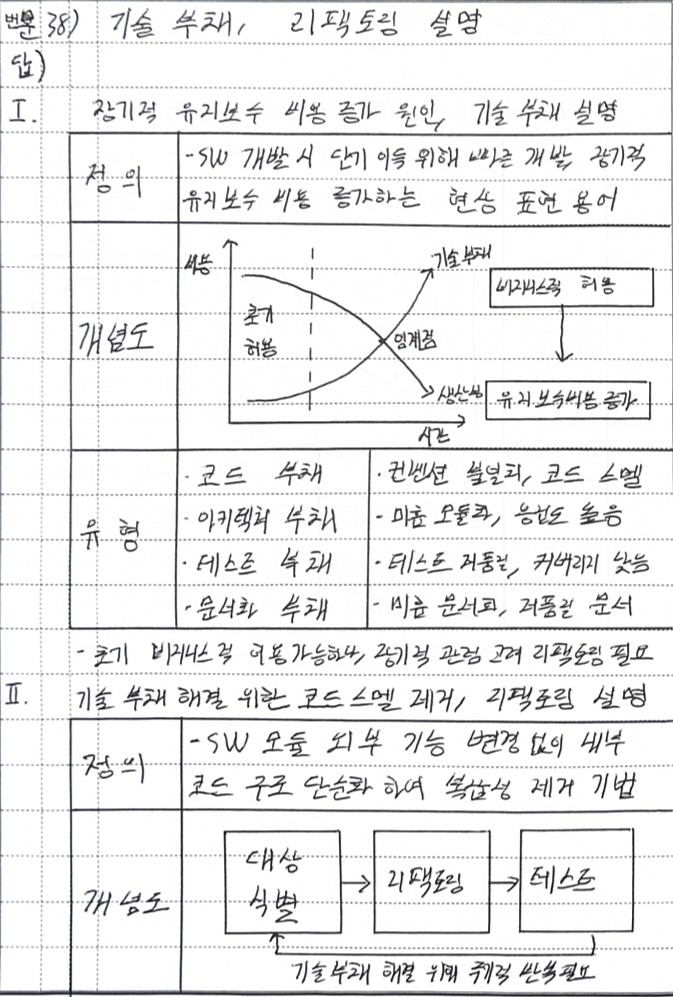 번문 38) 기술 부채, 리팩토링 설명
답)
I. 장기적 유지보수 비용 증가 원인, 기술 부채 설명
정의
-SW 개발 시 단기 이득 위해 빠른 개발, 장기적
유지보수 비용 증가하는 현상 표현 용어
개념도
비용
기술부채
초기
허용
임계점
생산성
시간
비지니스적 허용
유지보수비용 증가
유형
· 코드 부채
· 컨벤션 불일치, 코드 스멜
· 아키텍처 부채
· 미흡 모듈화, 응집도 높음
· 테스트 부채
· 테스트 저품질, 커버리지 낮음
· 문서화 부채
· 미흡 문서화, 저품질 문서
- 초기 비지니스적 허용가능하나, 장기적 관점 고려 리팩토링 필요
II. 기술 부채 해결 위한 코드 스멜 제거, 리팩토링 설명
정의
-SW 모듈 외부 기능 변경 없이 내부
코드 구조 단순화 하여 복잡성 제거 기법
개념도
대상
식별
리팩토링
테스트
기술부채 해결 위해 주기적 반복필요